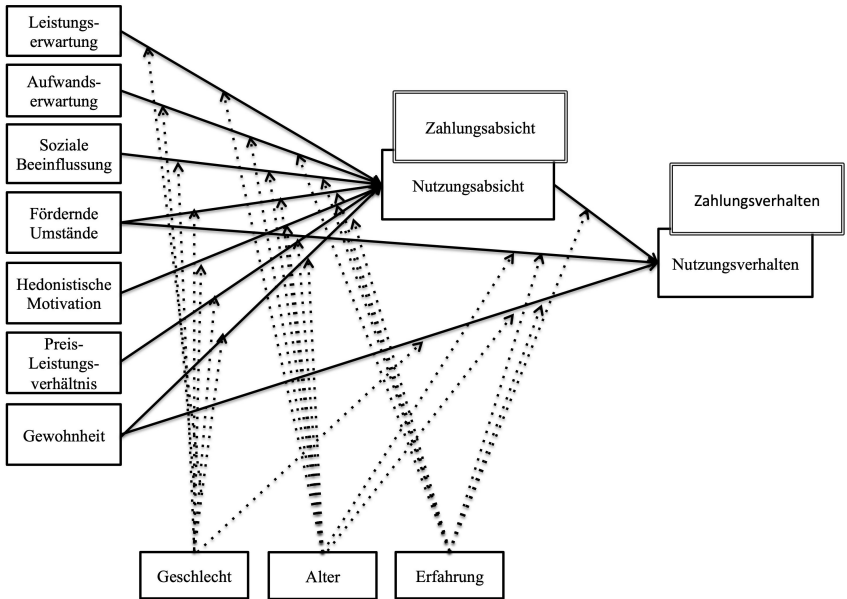 Leistungs-
erwartung
Aufwands-
erwartung
Soziale
Beeinflussung
Fördernde
Umstände
Hedonistische
Motivation
Preis-
Leistungs-
verhältnis
Gewohnheit
Zahlungsabsicht
Nutzungsabsicht
Zahlungsverhalten
Nutzungsverhalten
Geschlecht
Alter
Erfahrung